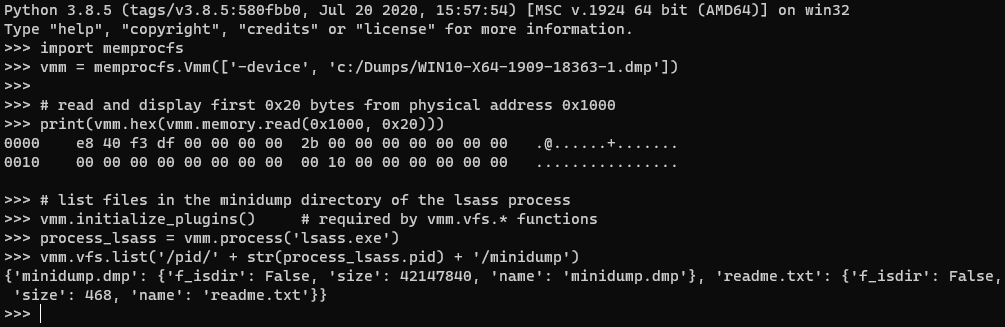 Python 3.8.5 (tags/v3.8.5:580fbb0, Jul 20 2020, 15:57:54) [MSC v.1924 64 bit (AMD64)] on win32
Type "help", "copyright", "credits" or "license" for more information.
>>> import memprocfs
>>> vmm = memprocfs.Vmm(['-device', 'c:/Dumps/WIN10-X64-1909-18363-1.dmp'])
>>>
>>> # read and display first 0x20 bytes from physical address 0x1000
>>> print(vmm.hex(vmm.memory.read(0x1000, 0x20)))
0000    e8 40 f3 df 00 00 00 00  2b 00 00 00 00 00 00 00   .@......+.......
0010    00 00 00 00 00 00 00 00  00 10 00 00 00 00 00 00   ................

>>> # list files in the minidump directory of the lsass process
>>> vmm.initialize_plugins()     # required by vmm.vfs.* functions
>>> process_lsass = vmm.process('lsass.exe')
>>> vmm.vfs.list('/pid/' + str(process_lsass.pid) + '/minidump')
{'minidump.dmp': {'f_isdir': False, 'size': 42147840, 'name': 'minidump.dmp'}, 'readme.txt': {'f_isdir': False,
 'size': 468, 'name': 'readme.txt'}}
>>>